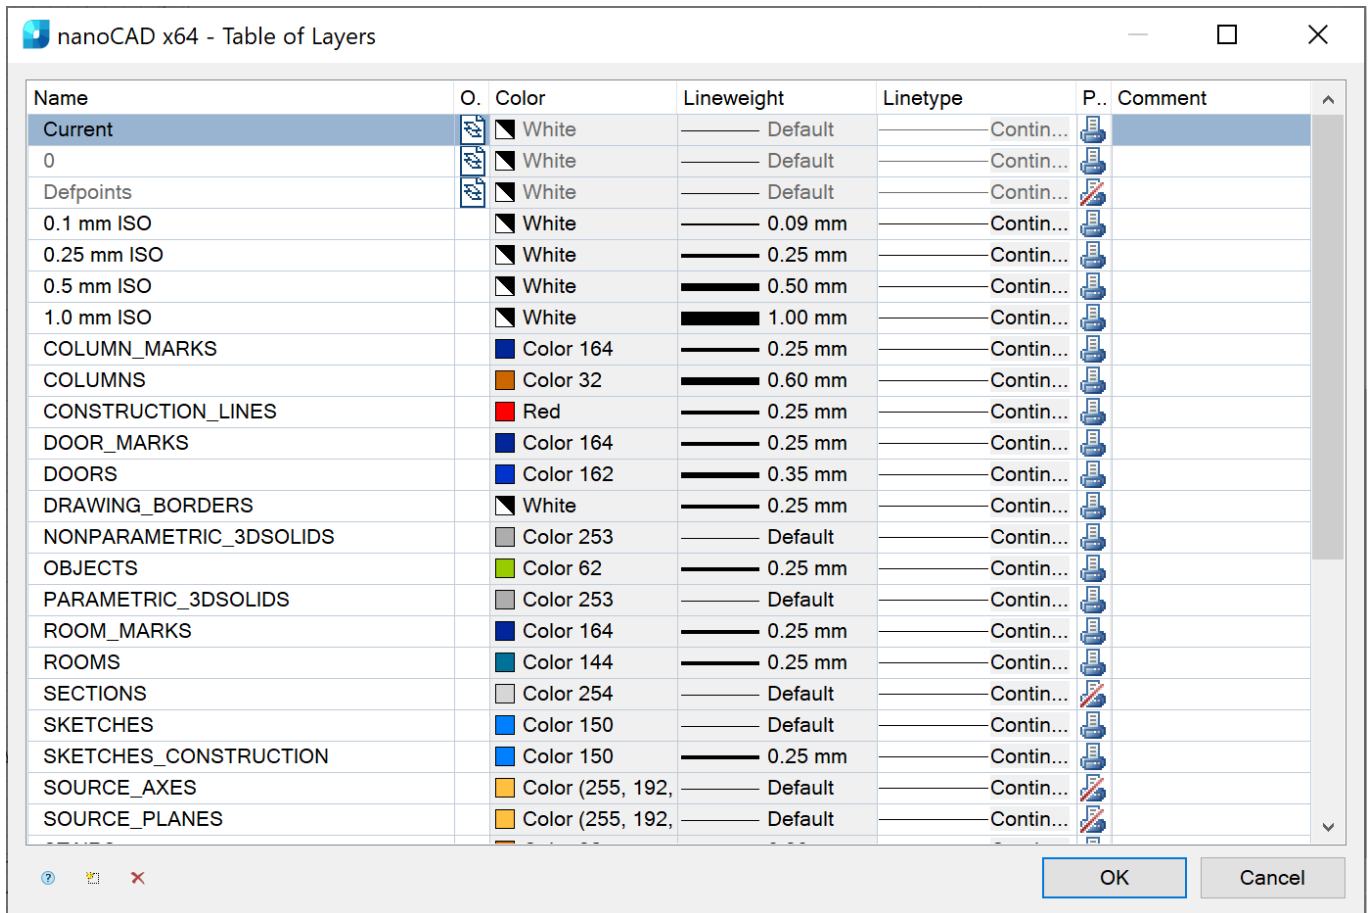 nanoCAD x64 - Table of Layers
Name O. Color Lineweight Linetype P.. Comment
Current White Default Contin...
0 White Default Contin...
Defpoints White Default Contin...
0.1 mm ISO White 0.09 mm Contin...
0.25 mm ISO White 0.25 mm Contin...
0.5 mm ISO White 0.50 mm Contin...
1.0 mm ISO White 1.00 mm Contin...
COLUMN_MARKS Color 164 0.25 mm Contin...
COLUMNS Color 32 0.60 mm Contin...
CONSTRUCTION_LINES Red 0.25 mm Contin...
DOOR_MARKS Color 164 0.25 mm Contin...
DOORS Color 162 0.35 mm Contin...
DRAWING_BORDERS White 0.25 mm Contin...
NONPARAMETRIC_3DSOLIDS Color 253 Default Contin...
OBJECTS Color 62 0.25 mm Contin...
PARAMETRIC_3DSOLIDS Color 253 Default Contin...
ROOM_MARKS Color 164 0.25 mm Contin...
ROOMS Color 144 0.25 mm Contin...
SECTIONS Color 254 Default Contin...
SKETCHES Color 150 Default Contin...
SKETCHES_CONSTRUCTION Color 150 0.25 mm Contin...
SOURCE_AXES Color (255, 192, Default Contin...
SOURCE_PLANES Color (255, 192, Default Contin...
OK Cancel